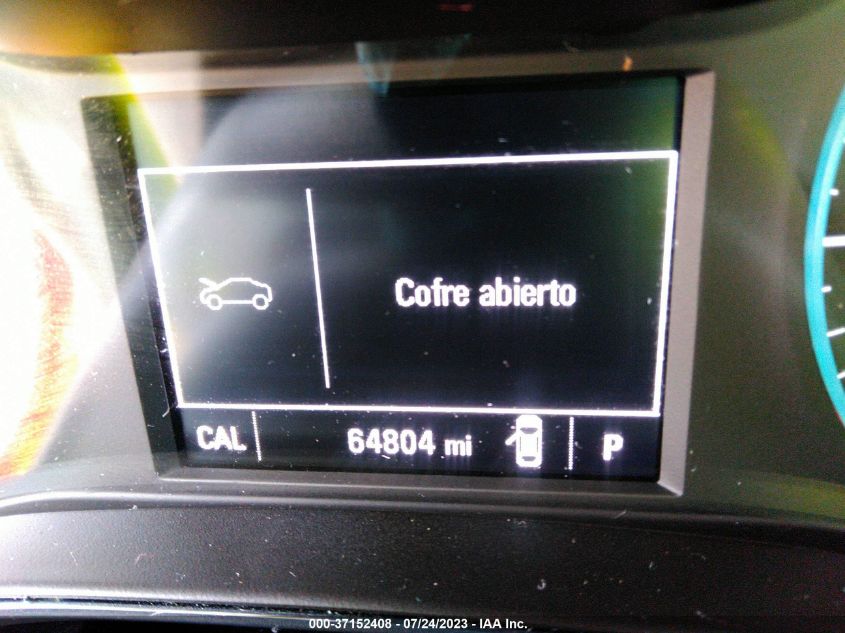 Cofre abierto
CAL 64804 mi P
000-37152408 - 07/24/2023 - IAA Inc.